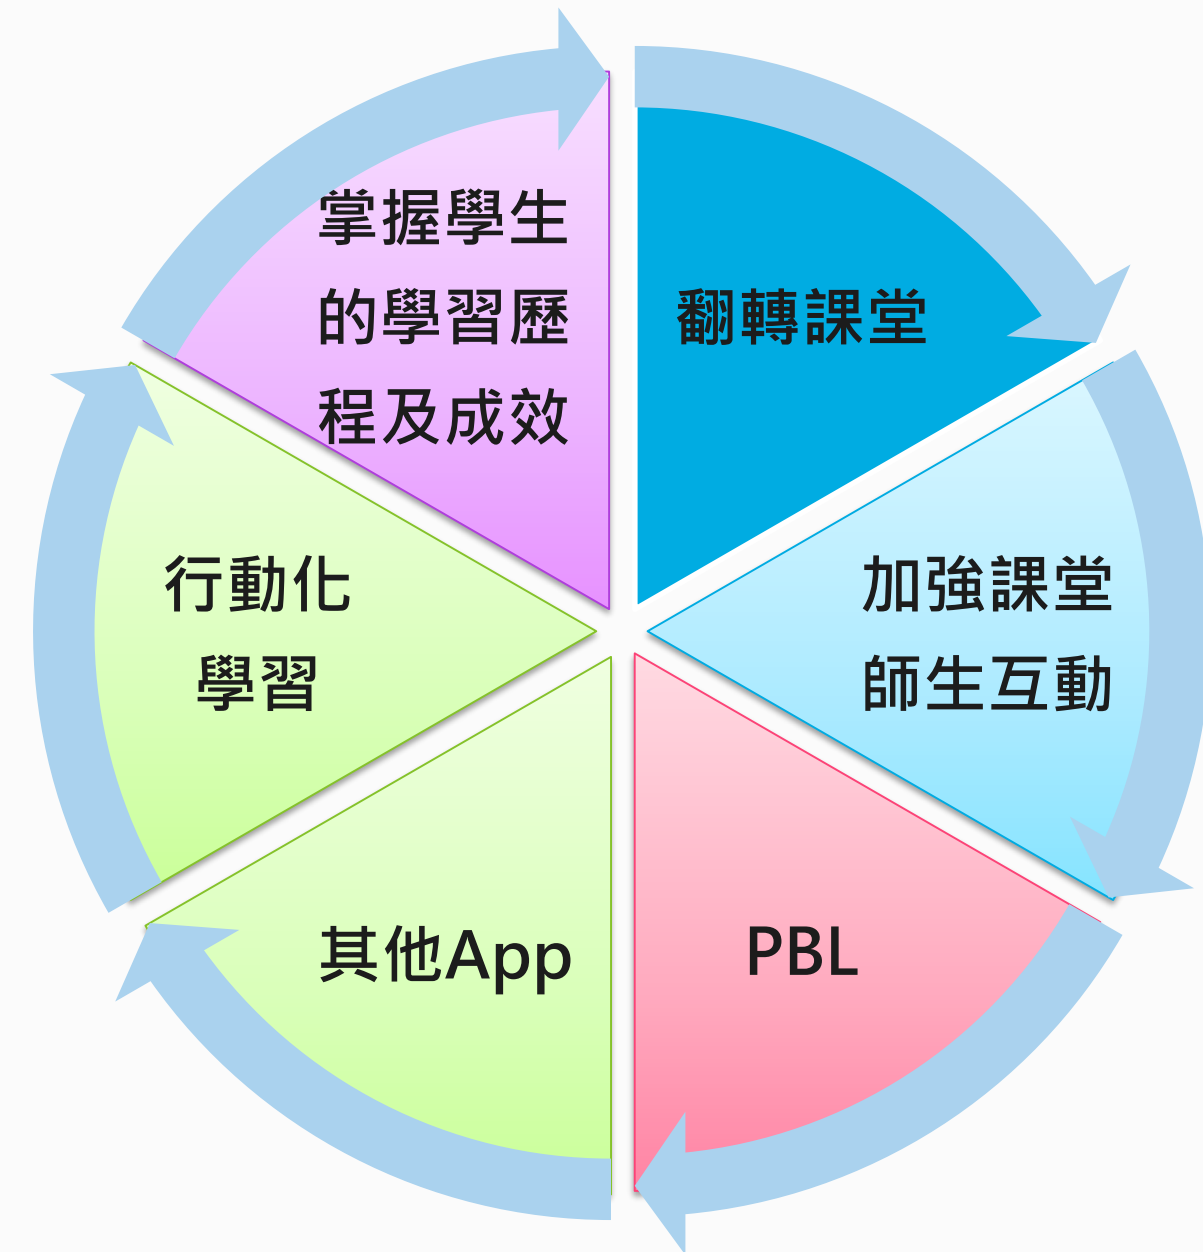 翻轉課堂
加強課堂
師生互動
PBL
其他App
行動化
學習
掌握學生
的學習歷
程及成效